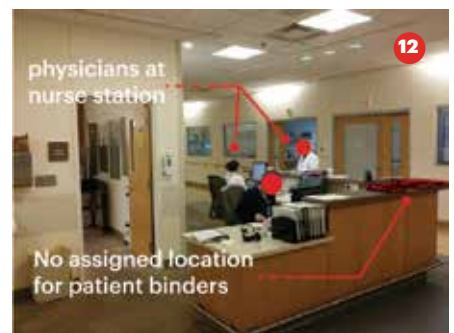 12
physicians at
nurse station
No assigned location
for patient binders